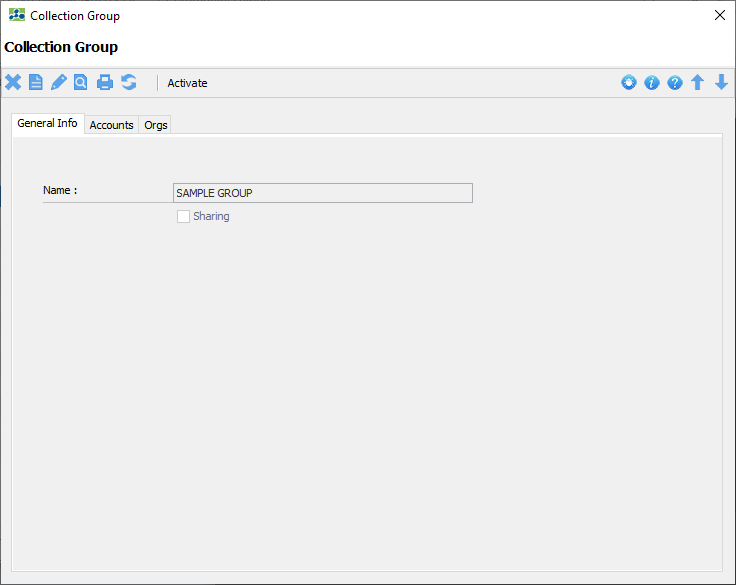 Collection Group
Collection Group
Activate
General Info Accounts Orgs
Name : SAMPLE GROUP
Sharing